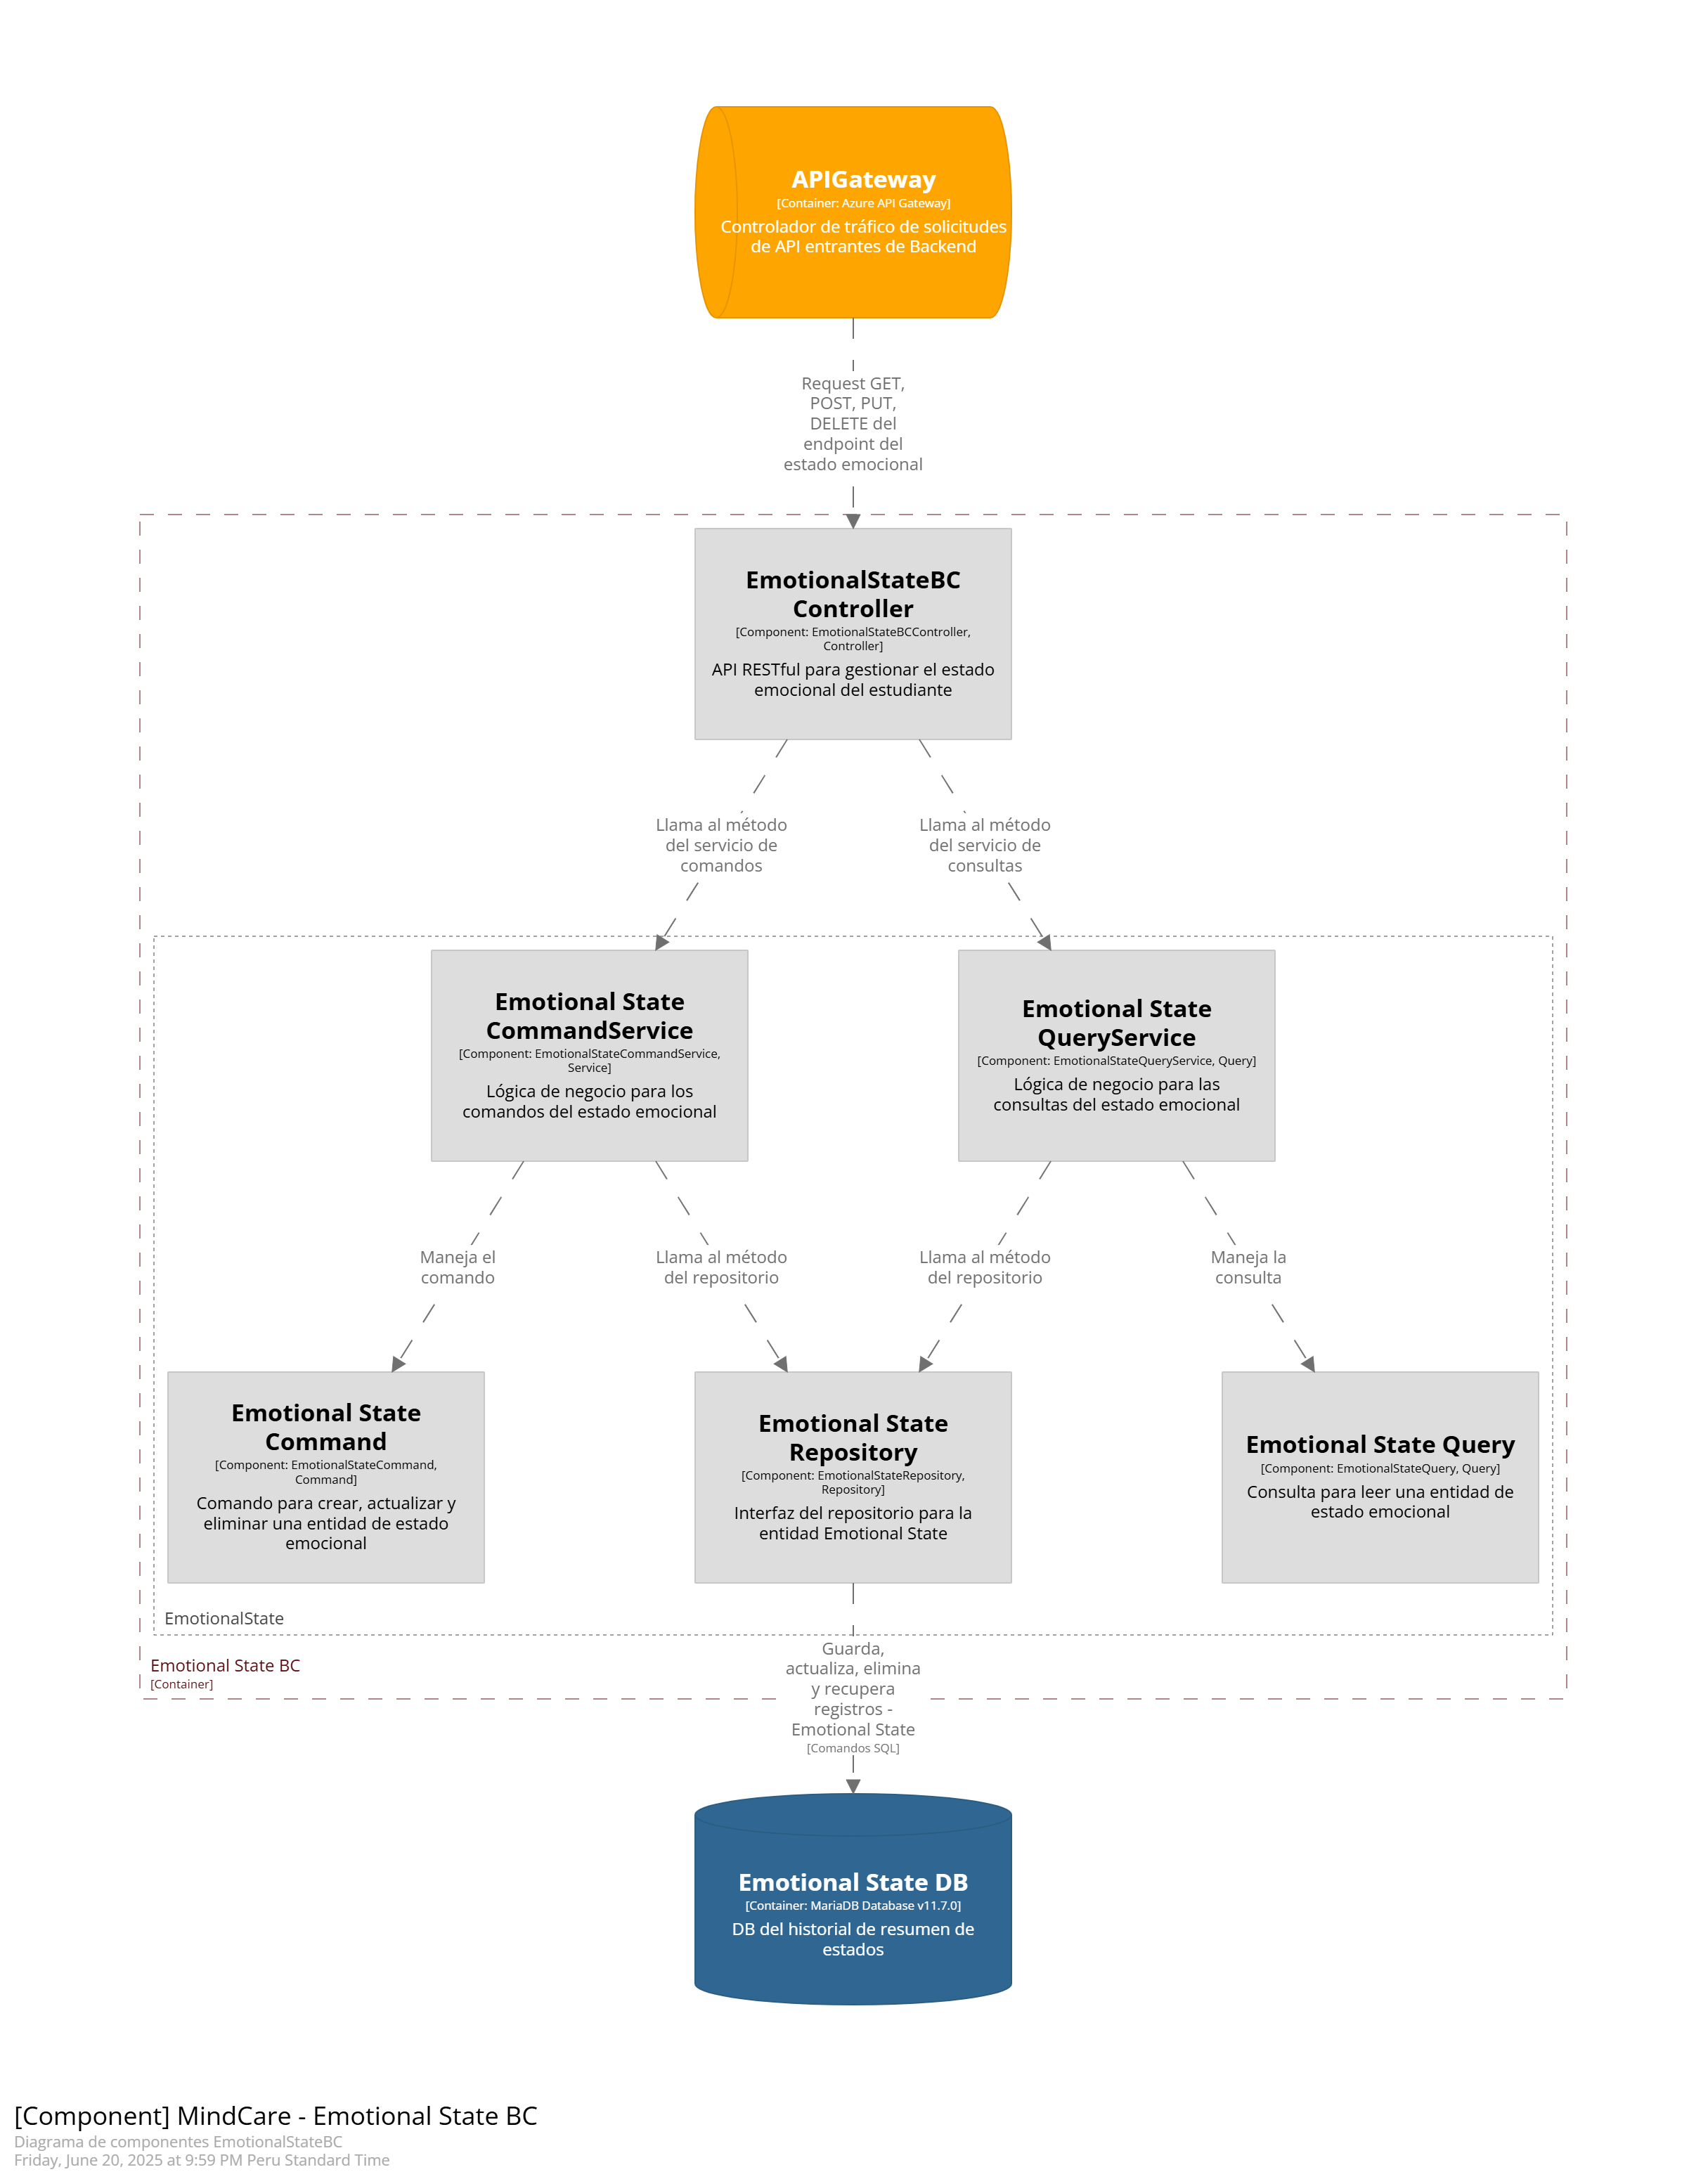 APIGateway
[Container: Azure API Gateway]
Controlador de tráfico de solicitudes
de API entrantes de Backend
Request GET,
POST, PUT,
DELETE del
endpoint del
estado emocional
EmotionalStateBC
Controller
[Component: EmotionalStateBCController,
Controller]
API RESTful para gestionar el estado
emocional del estudiante
Llama al método
del servicio de
comandos
Llama al método
del servicio de
consultas
Emotional State
CommandService
[Component: EmotionalStateCommandService,
Service]
Lógica de negocio para los
comandos del estado emocional
Emotional State
QueryService
[Component: EmotionalStateQueryService, Query]
Lógica de negocio para las
consultas del estado emocional
Maneja el
comando
Llama al método
del repositorio
Llama al método
del repositorio
Maneja la
consulta
Emotional State
Command
[Component: EmotionalStateCommand,
Command]
Comando para crear, actualizar y
eliminar una entidad de estado
emocional
Emotional State
Repository
[Component: EmotionalStateRepository,
Repository]
Interfaz del repositorio para la
entidad Emotional State
Emotional State Query
[Component: EmotionalStateQuery, Query]
Consulta para leer una entidad de
estado emocional
EmotionalState
Emotional State BC
[Container]
Guarda,
actualiza, elimina
y recupera
registros -
Emotional State
[Comandos SQL]
Emotional State DB
[Container: MariaDB Database v11.7.0]
DB del historial de resumen de
estados
[Component] MindCare - Emotional State BC
Diagrama de componentes EmotionalStateBC
Friday, June 20, 2025 at 9:59 PM Peru Standard Time